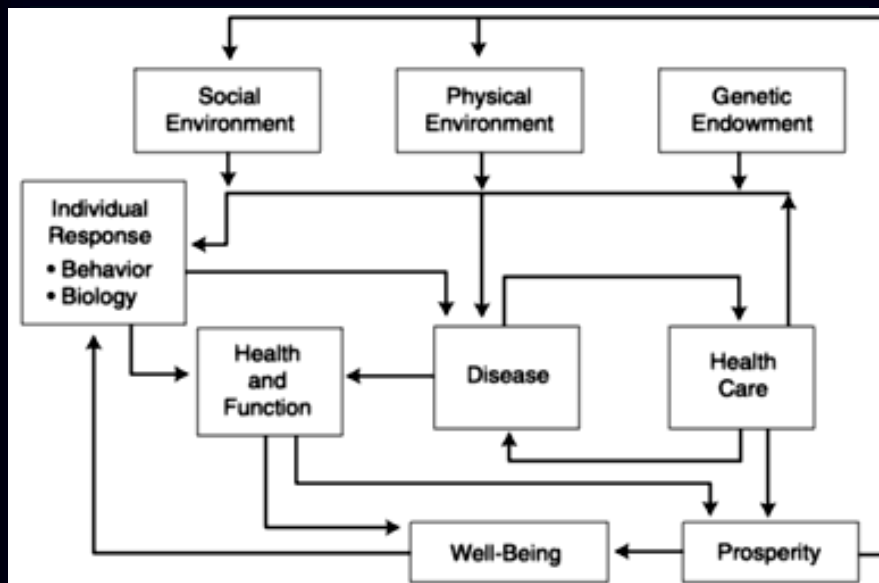 Social
Environment
Physical
Environment
Genetic
Endowment
Individual
Response
• Behavior
• Biology
Health
and
Function
Disease
Health
Care
Well-Being
Prosperity